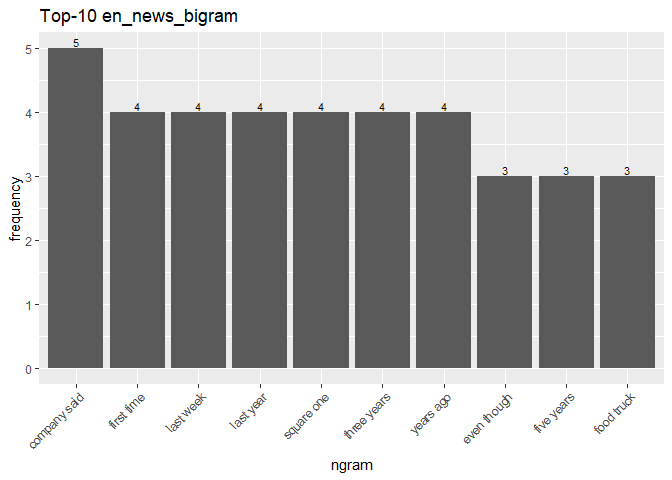 Top-10 en_news_bigram
frequency
5
4
3
2
1
0
5
4
4
4
4
4
4
3
3
3
company said
first time
last week
last year
square one
three years
years ago
even though
five years
food truck
ngram